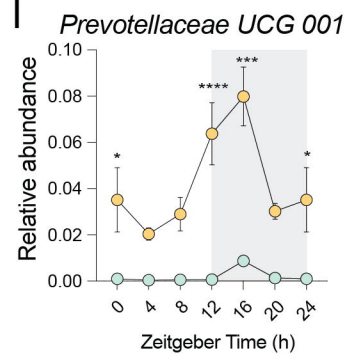 Prevotellaceae UCG 001
Relative abundance
0.10
0.08
0.06
0.04
0.02
0.00
*
****
***
*
0 4 8 12 16 20 24
Zeitgeber Time (h)